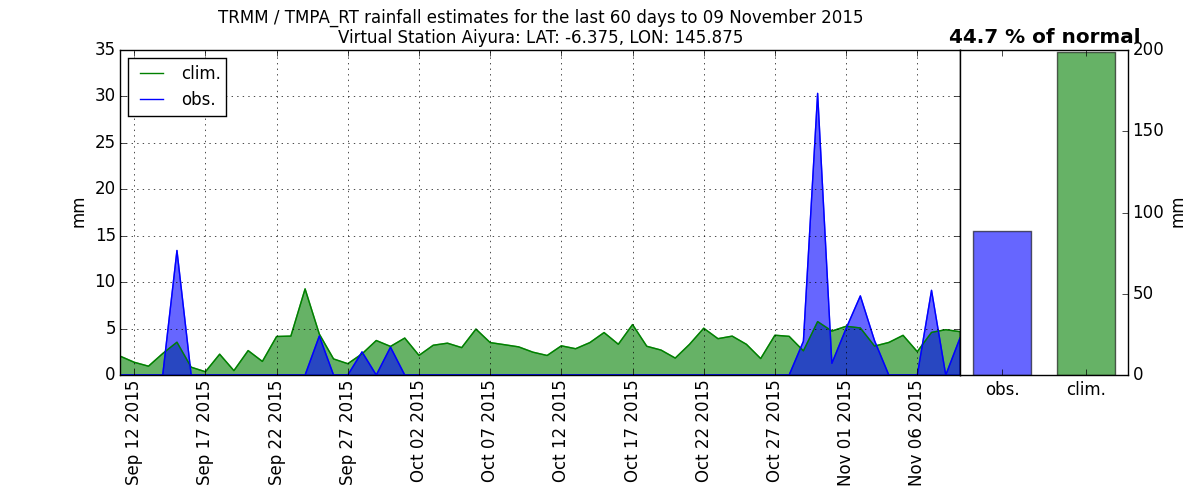 TRMM / TMPA_RT rainfall estimates for the last 60 days to 09 November 2015
Virtual Station Aiyura: LAT: -6.375, LON: 145.875
44.7 % of normal
clim.
obs.
mm
35
30
25
20
15
10
5
0
Sep 12 2015
Sep 17 2015
Sep 22 2015
Sep 27 2015
Oct 02 2015
Oct 07 2015
Oct 12 2015
Oct 17 2015
Oct 22 2015
Oct 27 2015
Nov 01 2015
Nov 06 2015
200
150
100
50
0
mm
obs.
clim.